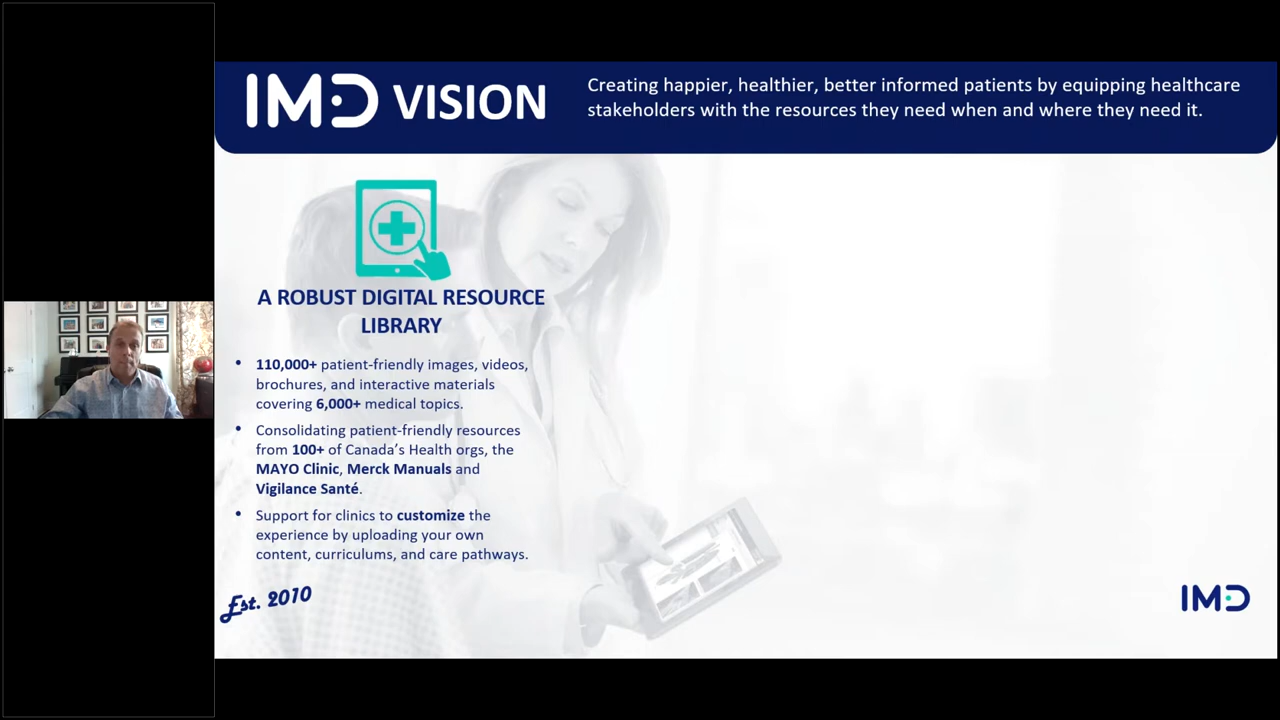 IMD VISION
Creating happier, healthier, better informed patients by equipping healthcare
stakeholders with the resources they need when and where they need it.
A ROBUST DIGITAL RESOURCE
LIBRARY
• 110,000+ patient-friendly images, videos,
brochures, and interactive materials
covering 6,000+ medical topics.
• Consolidating patient-friendly resources
from 100+ of Canada's Health orgs, the
MAYO Clinic, Merck Manuals and
Vigilance Santé.
• Support for clinics to customize the
experience by uploading your own
content, curriculums, and care pathways.
Est. 2010
IMD